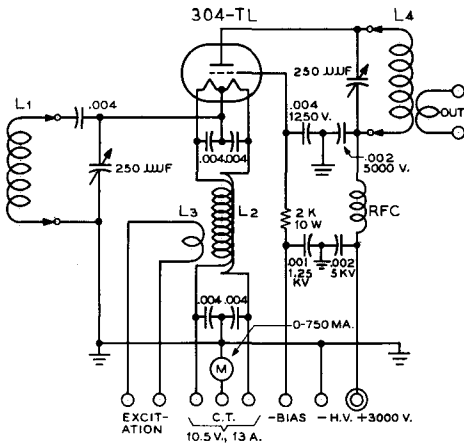 304-TL
L4
L1
.004
250 µµUF
250 µµUF
.004
1250 V.
OUT
.004 .004
.002
5000 V.
L3
L2
2 K
10 W
RFC
.001
1.25
KV
.002
5 KV
.004 .004
0-750 MA.
M
EXCIT-
ATION
C.T.
10.5 V., 13 A.
-BIAS
-H.V.
+3000 V.